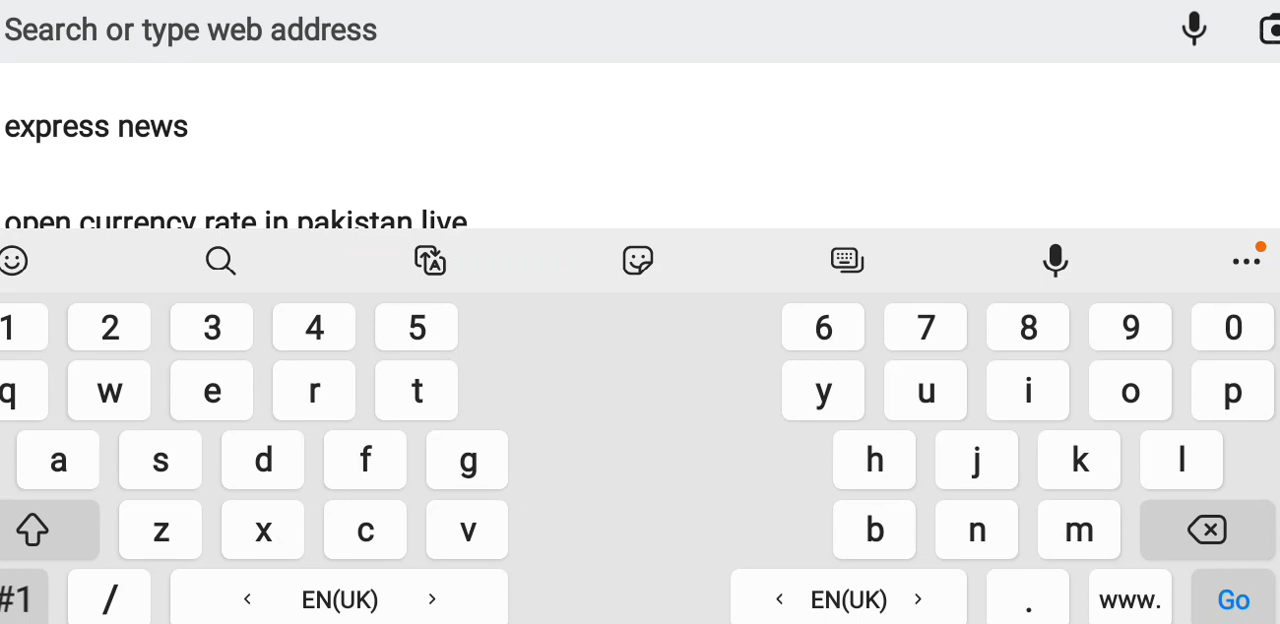 Search or type web address
express news
open currency rate in pakistan live
1 2 3 4 5 6 7 8 9 0
q w e r t y u i o p
a s d f g h j k l
z x c v b n m
#1 / < EN(UK) > < EN(UK) > . www. Go